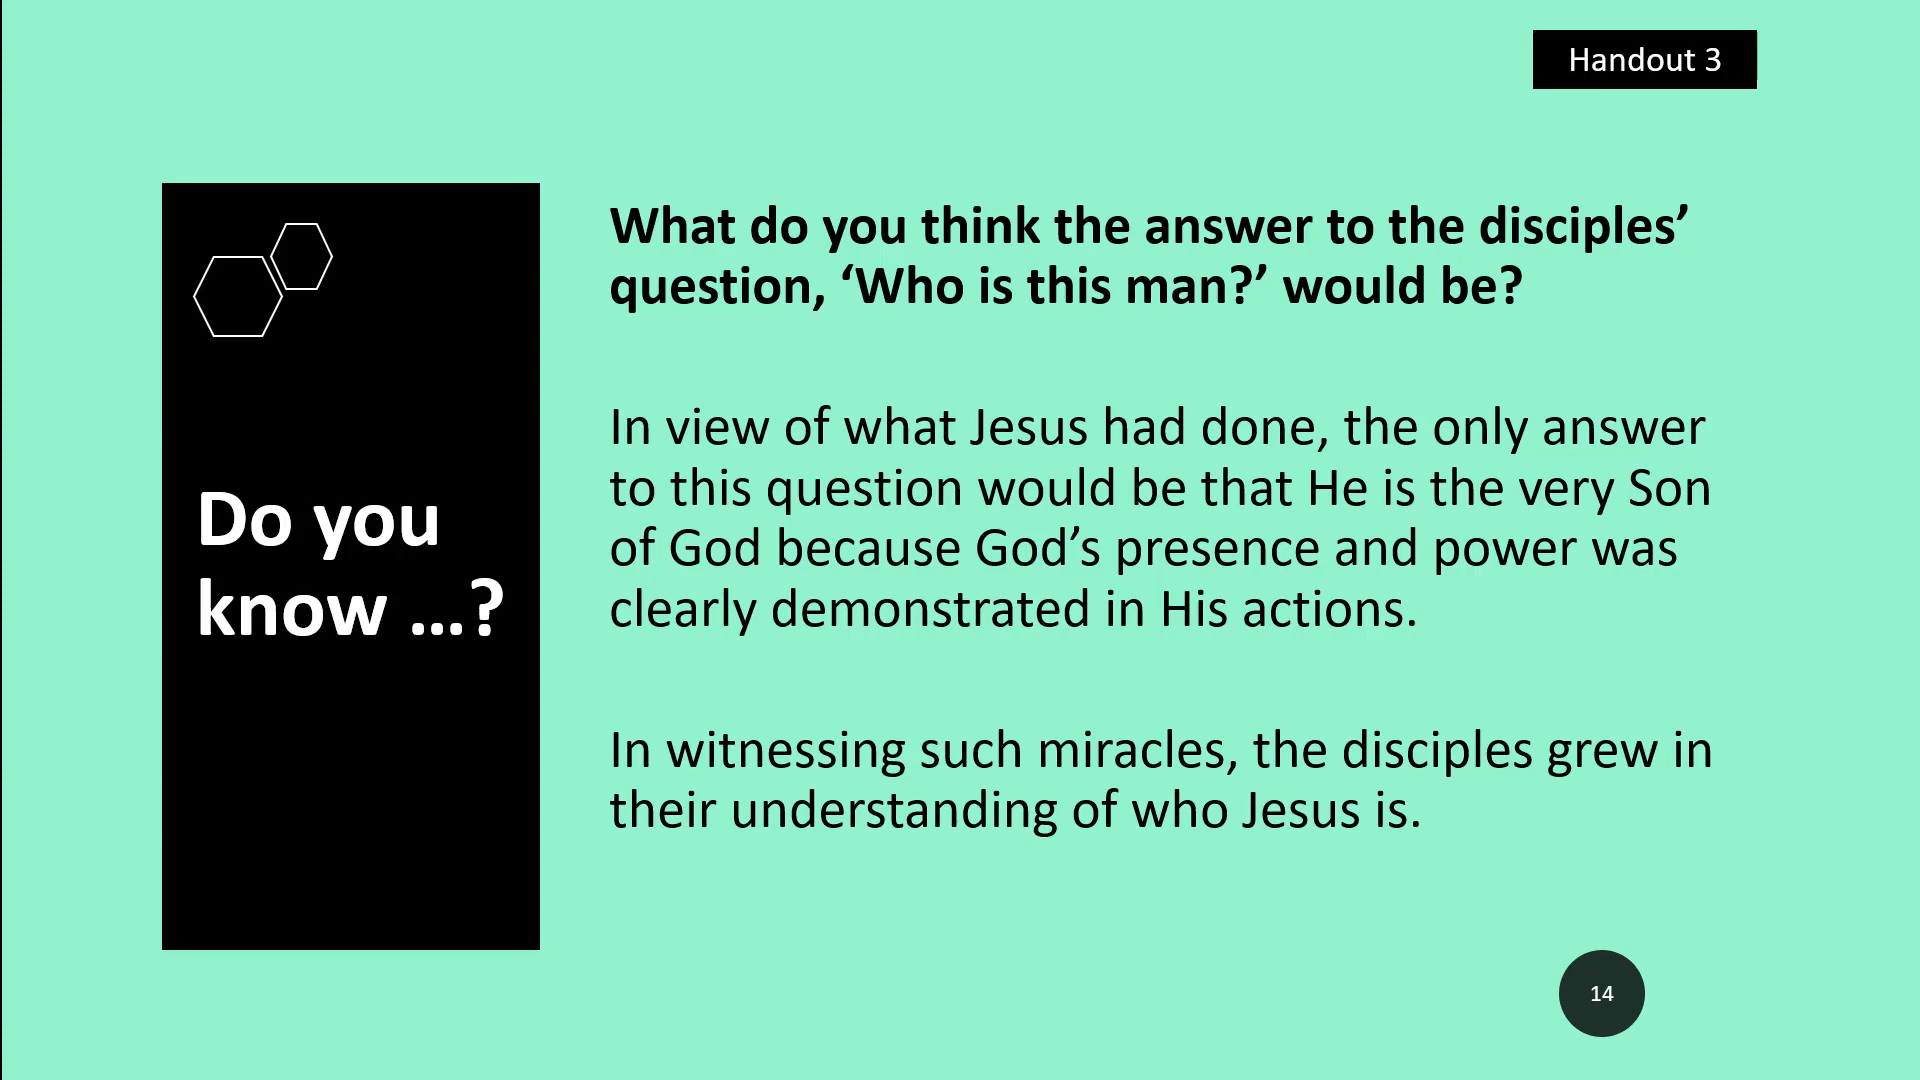 Handout 3
Do you
know ...?
What do you think the answer to the disciples’
question, ‘Who is this man?’ would be?
In view of what Jesus had done, the only answer
to this question would be that He is the very Son
of God because God’s presence and power was
clearly demonstrated in His actions.
In witnessing such miracles, the disciples grew in
their understanding of who Jesus is.
14